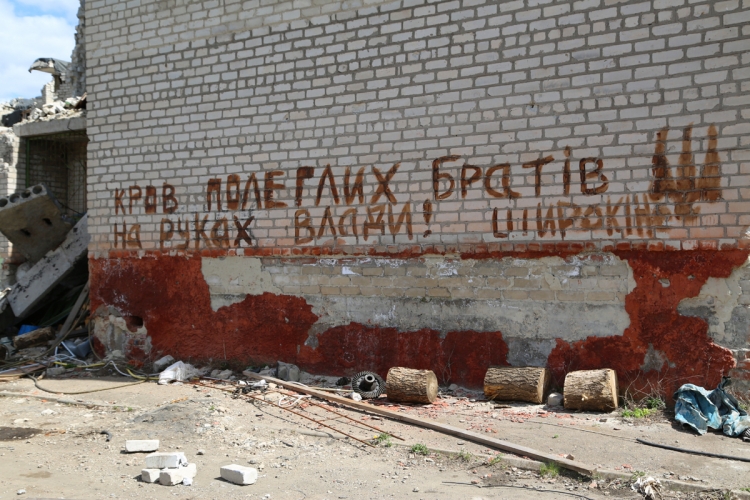 КРОВ ПОЛЕГЛИХ БРАТІВ
НА РУКАХ ВЛАДИ! ШИРОКІНЕ